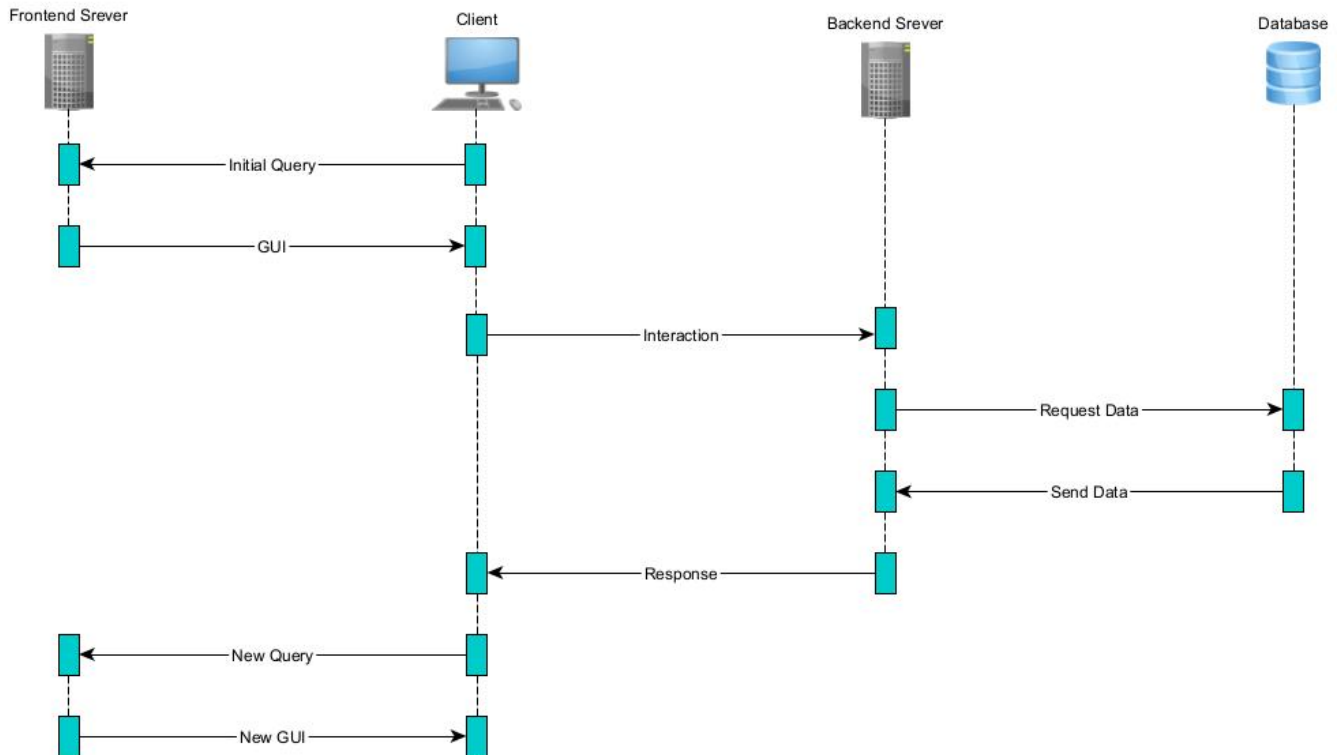 Frontend Srever
Client
Backend Srever
Database
Initial Query
GUI
Interaction
Request Data
Send Data
Response
New Query
New GUI